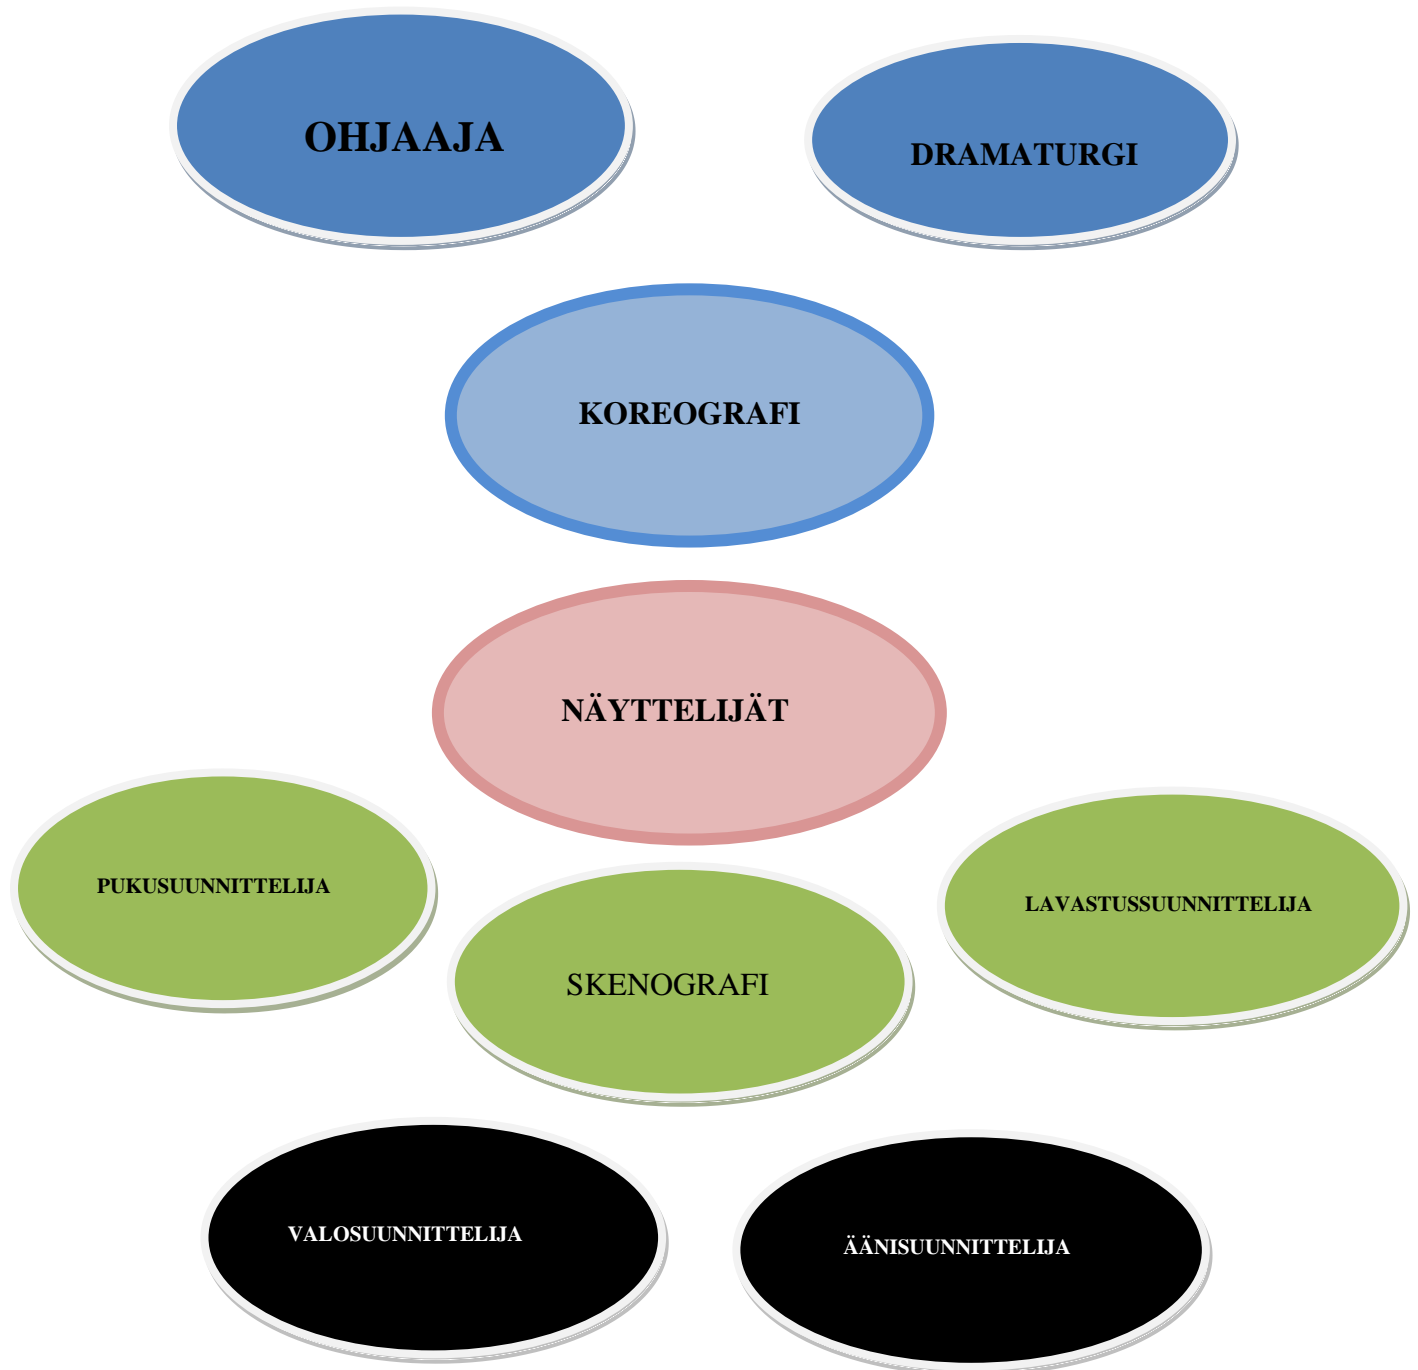 OHJAAJA
DRAMATURGI
KOREOGRAFI
NÄYTTELIJÄT
PUKUSUUNNITTELIJA
LAVASTUSSUUNNITTELIJA
SKENOGRAFI
VALOSUUNNITTELIJA
ÄÄNISUUNNITTELIJA